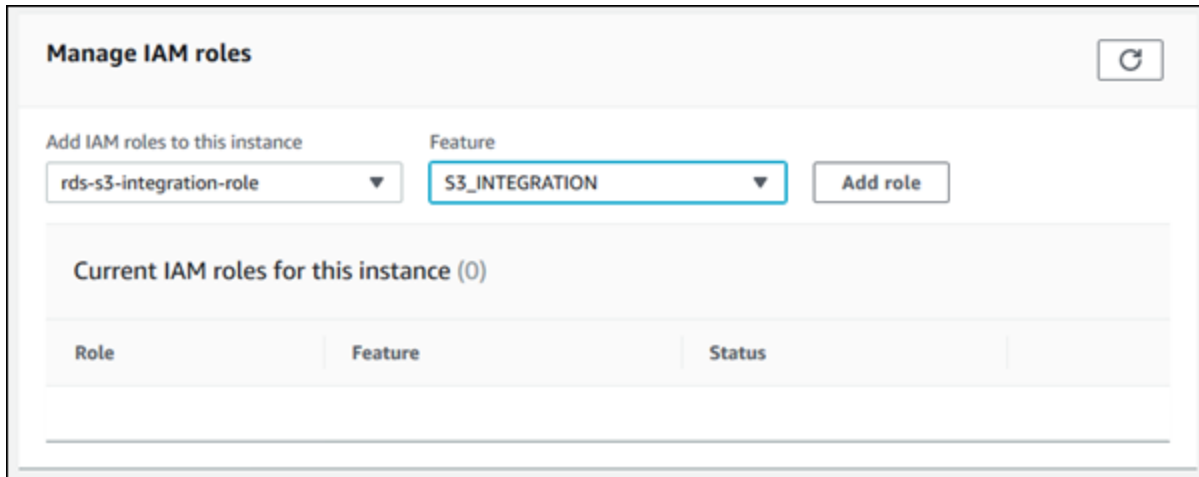 Manage IAM roles
Add IAM roles to this instance Feature
rds-s3-integration-role S3_INTEGRATION Add role
Current IAM roles for this instance (0)
Role Feature Status